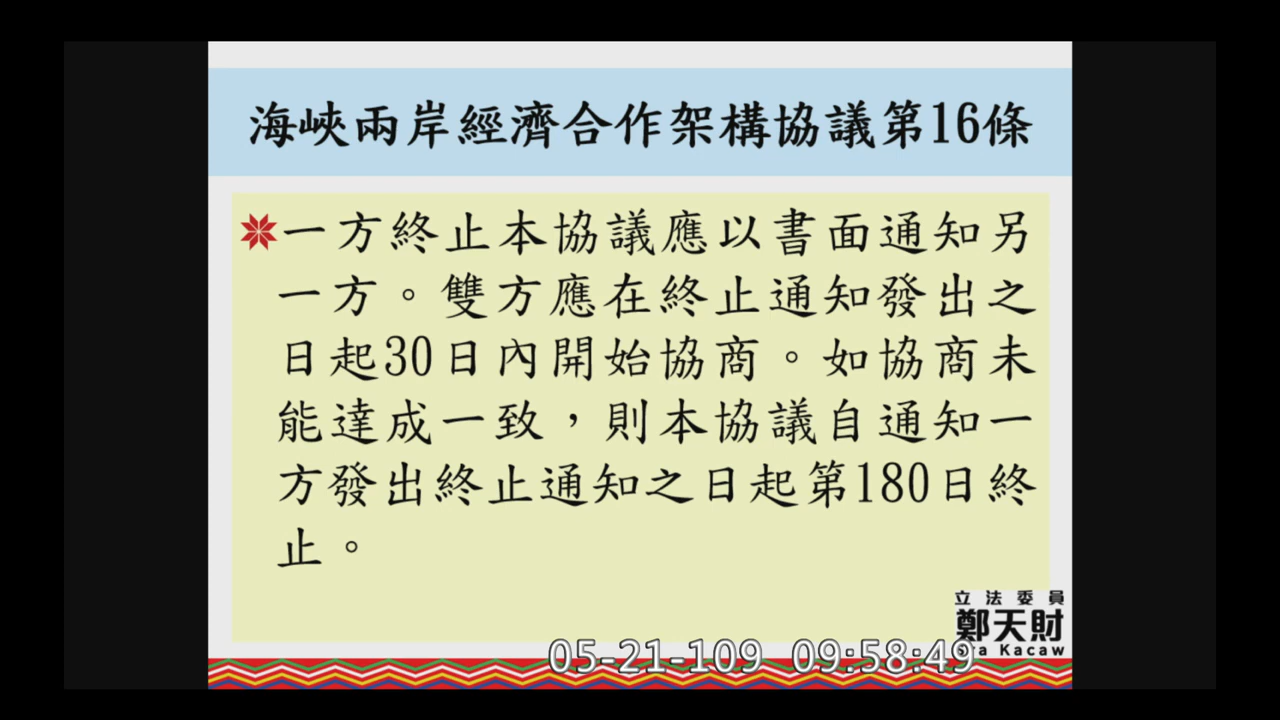 海峽兩岸經濟合作架構協議第16條
一方終止本協議應以書面通知另
一方。雙方應在終止通知發出之
日起30日內開始協商。如協商未
能達成一致，則本協議自通知一
方發出終止通知之日起第180日終
止。
立法委員
鄭天財
Kacaw
05-21-109 09:58:49